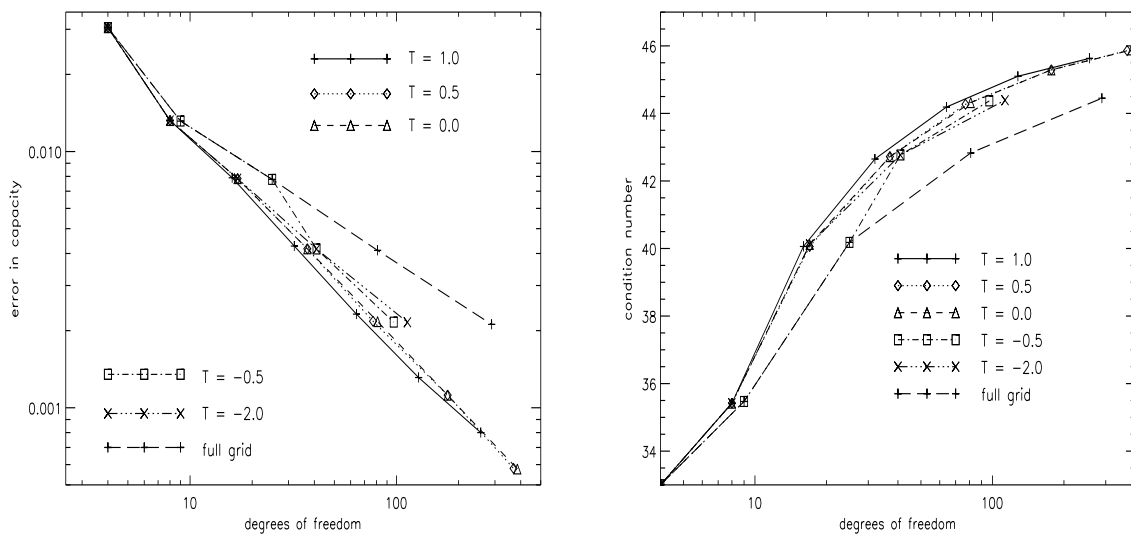 T = 1.0
T = 0.5
T = 0.0
0.010
0.001
error in capacity
T = −0.5
T = −2.0
full grid
10
100
degrees of freedom
46
44
42
40
38
36
34
condition number
T = 1.0
T = 0.5
T = 0.0
T = −0.5
T = −2.0
full grid
10
100
degrees of freedom